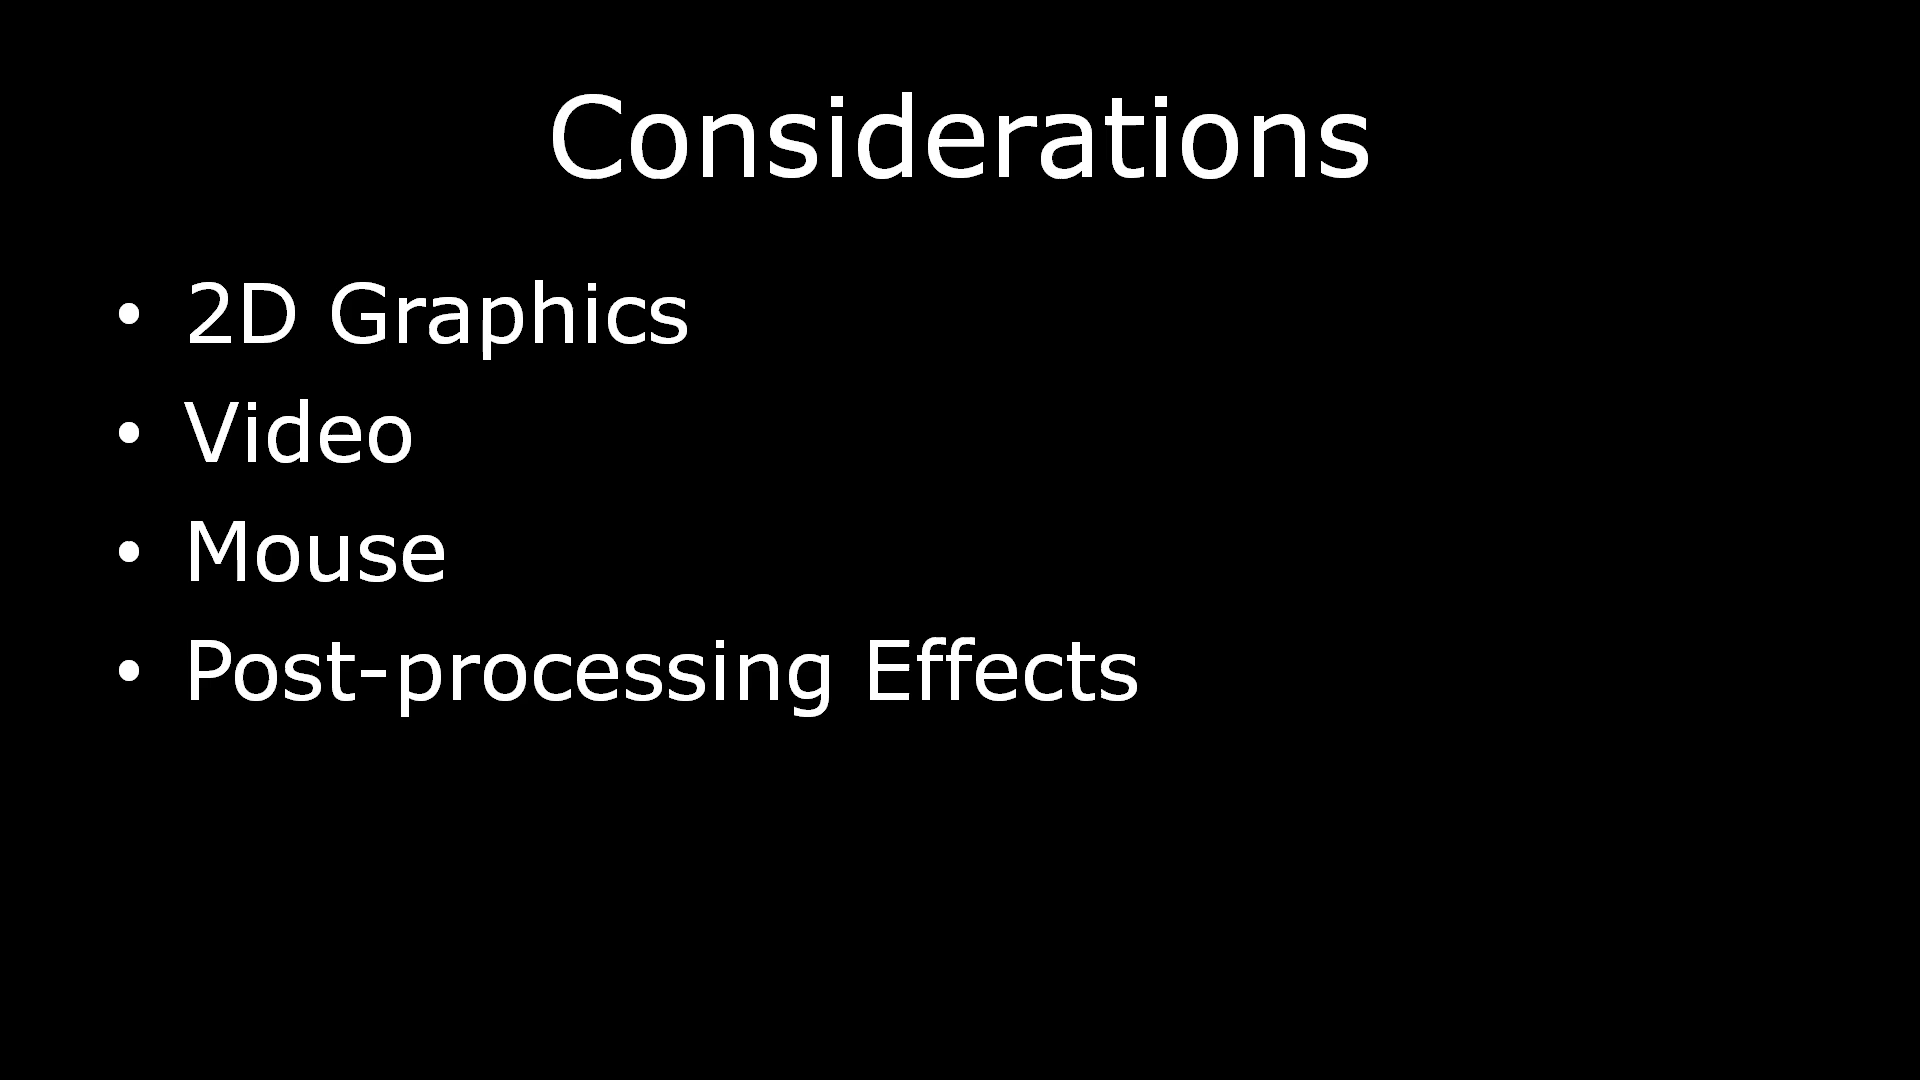 Considerations
• 2D Graphics
• Video
• Mouse
• Post-processing Effects